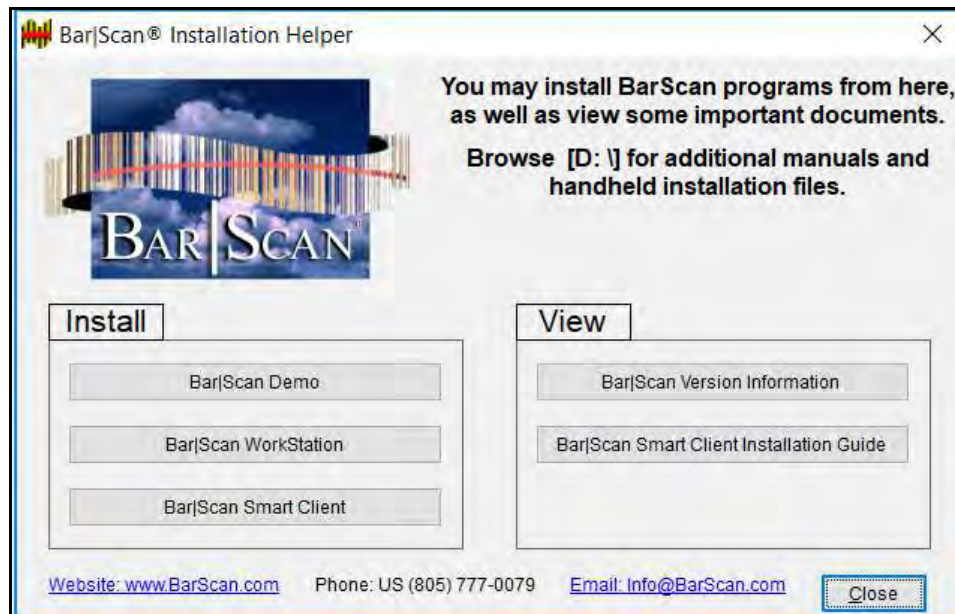 Bar|Scan® Installation Helper
You may install BarScan programs from here,
as well as view some important documents.
Browse [D: \] for additional manuals and
handheld installation files.
BAR|SCAN®
Install
Bar|Scan Demo
Bar|Scan WorkStation
Bar|Scan Smart Client
View
Bar|Scan Version Information
Bar|Scan Smart Client Installation Guide
Website: www.BarScan.com Phone: US (805) 777-0079 Email: Info@BarScan.com Close